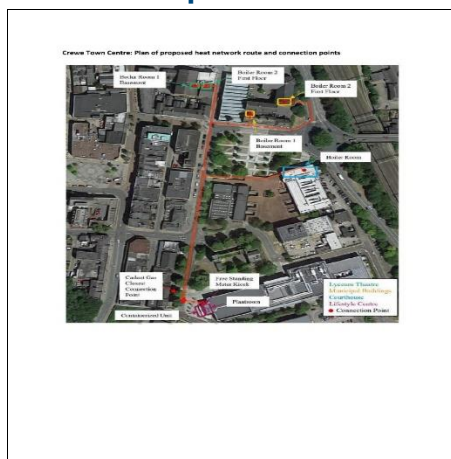 Crewe Town Centre: Plan of proposed heat network route and connection points
Boiler Room 1
Basement
Boiler Room 2
First Floor
Boiler Room 2
First Floor
Boiler Room 1
Basement
Boiler Room
Cadent Gas
Closest
Connection
Point
Free Standing
Meter Kiosk
Plantroom
Containerised Unit
Lyceum Theatre
Municipal Buildings
Courthouse
Lifestyle Centre
Connection Point